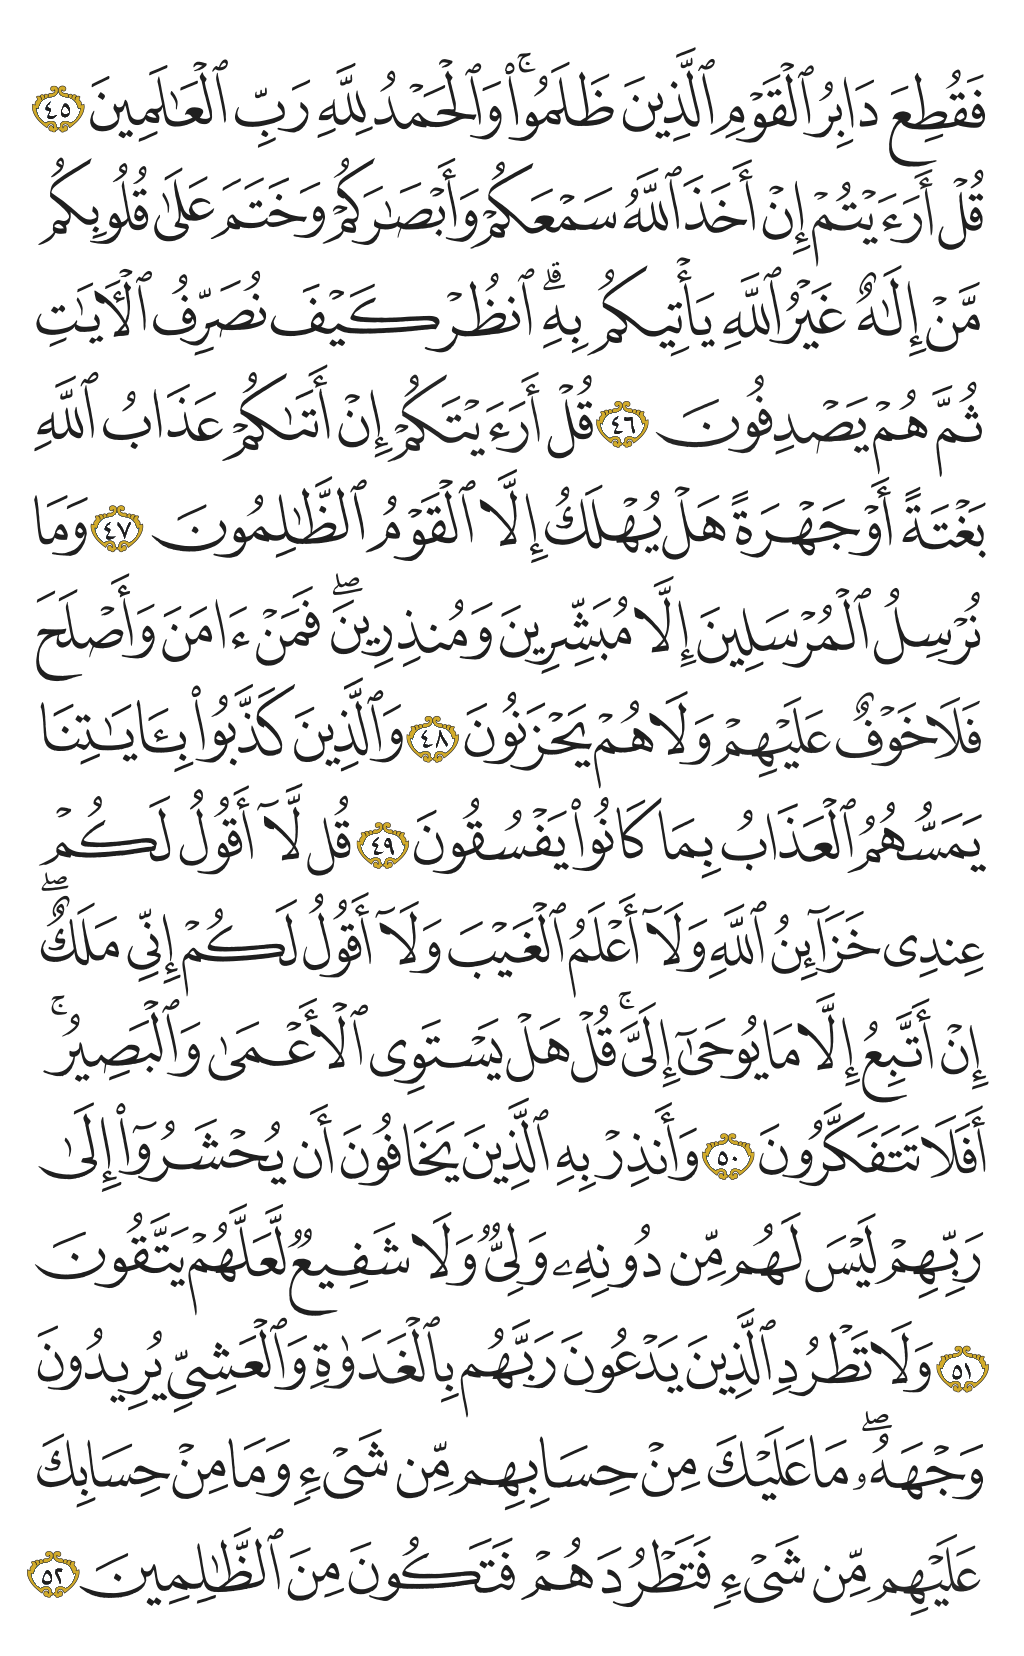 فَقُطِعَ دَابِرُ ٱلْقَوْمِ ٱلَّذِينَ ظَلَمُوا۟ ۚ وَٱلْحَمْدُ لِلَّهِ رَبِّ ٱلْعَـٰلَمِينَ ٤٥
قُلْ أَرَءَيْتُمْ إِنْ أَخَذَ ٱللَّهُ سَمْعَكُمْ وَأَبْصَـٰرَكُمْ وَخَتَمَ عَلَىٰ قُلُوبِكُم
مَّنْ إِلَـٰهٌ غَيْرُ ٱللَّهِ يَأْتِيكُم بِهِ ۗ ٱنظُرْ كَيْفَ نُصَرِّفُ ٱلْـَٔايَـٰتِ
ثُمَّ هُمْ يَصْدِفُونَ ٤٦ قُلْ أَرَءَيْتَكُمْ إِنْ أَتَىٰكُمْ عَذَابُ ٱللَّهِ
بَغْتَةً أَوْ جَهْرَةً هَلْ يُهْلَكُ إِلَّا ٱلْقَوْمُ ٱلظَّـٰلِمُونَ ٤٧ وَمَا
نُرْسِلُ ٱلْمُرْسَلِينَ إِلَّا مُبَشِّرِينَ وَمُنذِرِينَ ۖ فَمَنْ ءَامَنَ وَأَصْلَحَ
فَلَا خَوْفٌ عَلَيْهِمْ وَلَا هُمْ يَحْزَنُونَ ٤٨ وَٱلَّذِينَ كَذَّبُوا۟ بِـَٔايَـٰتِنَا
يَمَسُّهُمُ ٱلْعَذَابُ بِمَا كَانُوا۟ يَفْسُقُونَ ٤٩ قُل لَّآ أَقُولُ لَكُمْ
عِندِى خَزَآئِنُ ٱللَّهِ وَلَآ أَعْلَمُ ٱلْغَيْبَ وَلَآ أَقُولُ لَكُمْ إِنِّى مَلَكٌ ۖ
إِنْ أَتَّبِعُ إِلَّا مَا يُوحَىٰٓ إِلَىَّ ۚ قُلْ هَلْ يَسْتَوِى ٱلْأَعْمَىٰ وَٱلْبَصِيرُ ۚ
أَفَلَا تَتَفَكَّرُونَ ٥٠ وَأَنذِرْ بِهِ ٱلَّذِينَ يَخَافُونَ أَن يُحْشَرُوٓا۟ إِلَىٰ
رَبِّهِمْ لَيْسَ لَهُم مِّن دُونِهِۦ وَلِىٌّ وَلَا شَفِيعٌ لَّعَلَّهُمْ يَتَّقُونَ
٥١ وَلَا تَطْرُدِ ٱلَّذِينَ يَدْعُونَ رَبَّهُم بِٱلْغَدَوٰةِ وَٱلْعَشِىِّ يُرِيدُونَ
وَجْهَهُۥ ۖ مَا عَلَيْكَ مِنْ حِسَابِهِم مِّن شَىْءٍ وَمَا مِنْ حِسَابِكَ
عَلَيْهِم مِّن شَىْءٍ فَتَطْرُدَهُمْ فَتَكُونَ مِنَ ٱلظَّـٰلِمِينَ ٥٢